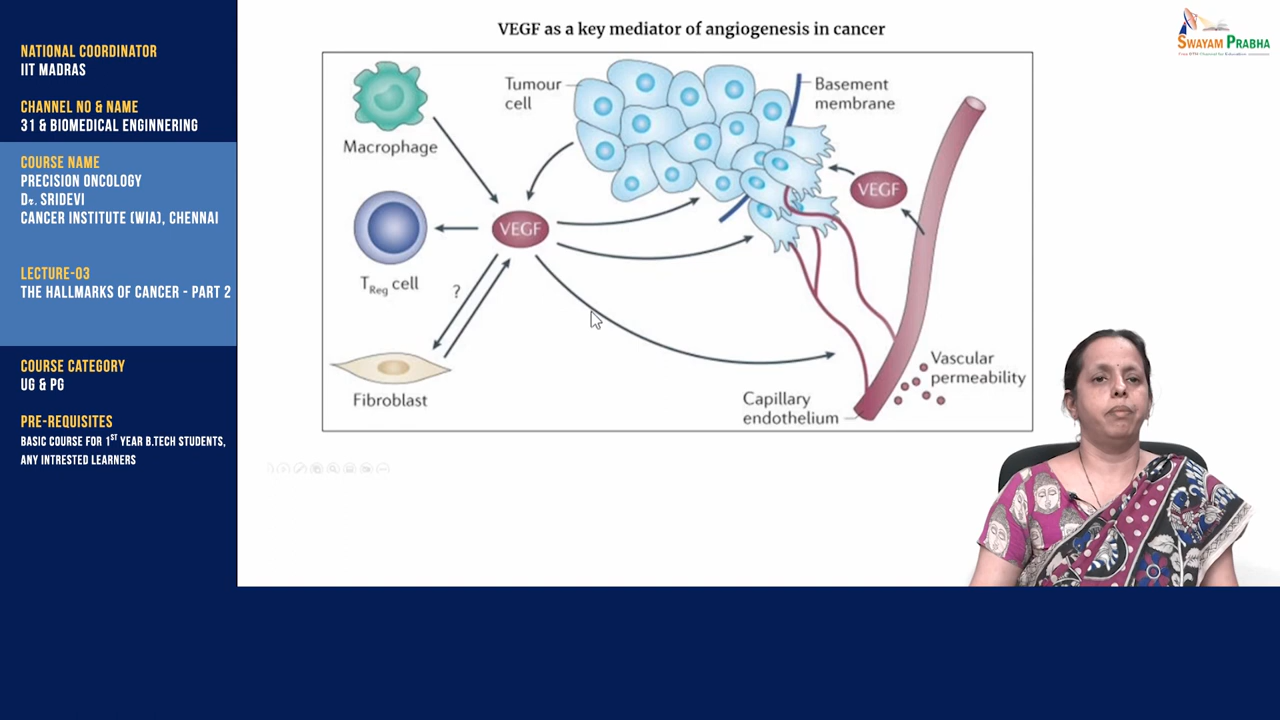 NATIONAL COORDINATOR
IIT MADRAS
CHANNEL NO & NAME
31 & BIOMEDICAL ENGINNERING
COURSE NAME
PRECISION ONCOLOGY
Dr. SRIDEVI
CANCER INSTITUTE (WIA), CHENNAI
LECTURE-03
THE HALLMARKS OF CANCER - PART 2
COURSE CATEGORY
UG & PG
PRE-REQUISITES
BASIC COURSE FOR 1ST YEAR B.TECH STUDENTS,
ANY INTRESTED LEARNERS
VEGF as a key mediator of angiogenesis in cancer
Macrophage
Tumour
cell
Basement
membrane
VEGF
VEGF
TReg cell
?
Fibroblast
Vascular
permeability
Capillary
endothelium
SWAYAM PRABHA